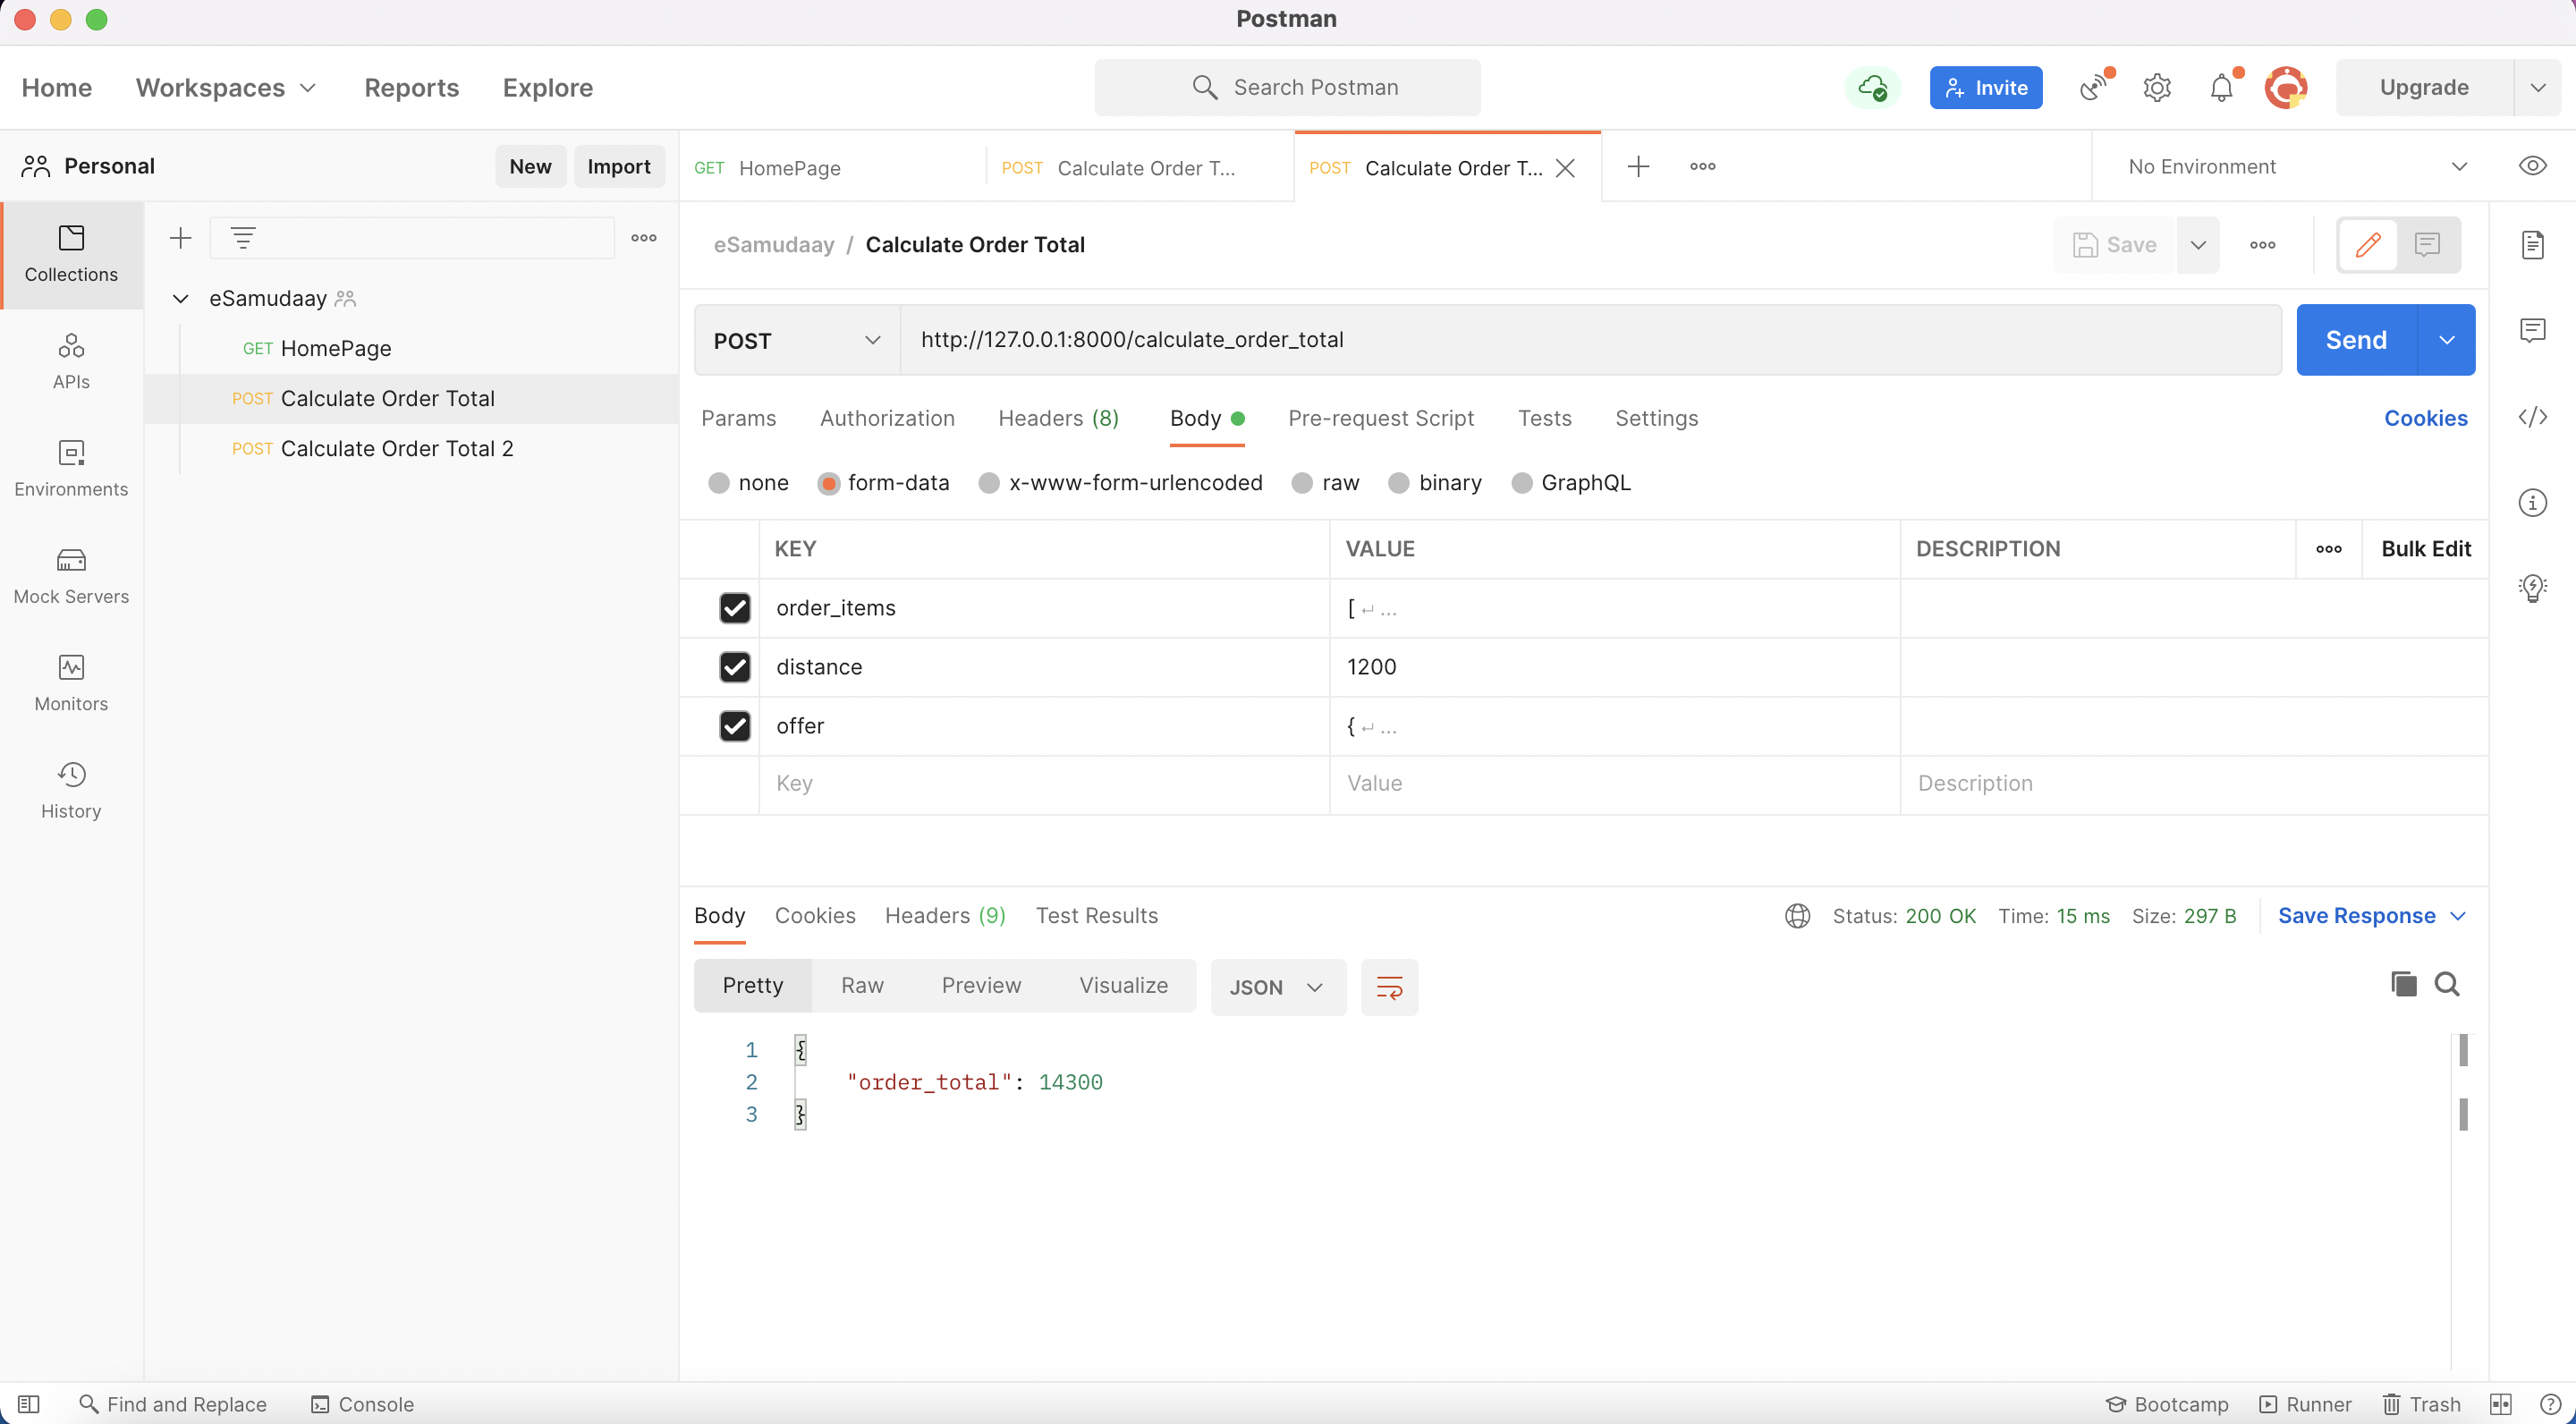 Postman
Home Workspaces Reports Explore Search Postman Invite Upgrade
Personal New Import GET HomePage POST Calculate Order T... POST Calculate Order T... No Environment
Collections
APIs
Environments
Mock Servers
Monitors
History
eSamudaay
GET HomePage
POST Calculate Order Total
POST Calculate Order Total 2
eSamudaay / Calculate Order Total Save
POST http://127.0.0.1:8000/calculate_order_total Send
Params Authorization Headers (8) Body Pre-request Script Tests Settings Cookies
none form-data x-www-form-urlencoded raw binary GraphQL
KEY VALUE DESCRIPTION Bulk Edit
order_items [ ↵ ...
distance 1200
offer { ↵ ...
Key Value Description
Body Cookies Headers (9) Test Results Status: 200 OK Time: 15 ms Size: 297 B Save Response
Pretty Raw Preview Visualize JSON
1 {
2 "order_total": 14300
3 }
Find and Replace Console Bootcamp Runner Trash